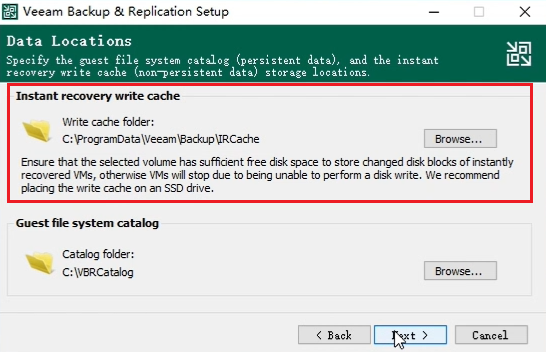 Veeam Backup & Replication Setup
Data Locations
Specify the guest file system catalog (persistent data), and the instant
recovery write cache (non-persistent data) storage locations.
Instant recovery write cache
Write cache folder:
C:\ProgramData\Veeam\Backup\IRCache
Browse...
Ensure that the selected volume has sufficient free disk space to store changed disk blocks of instantly
recovered VMs, otherwise VMs will stop due to being unable to perform a disk write. We recommend
placing the write cache on an SSD drive.
Guest file system catalog
Catalog folder:
C:\VBRCatalog
Browse...
< Back
Next >
Cancel